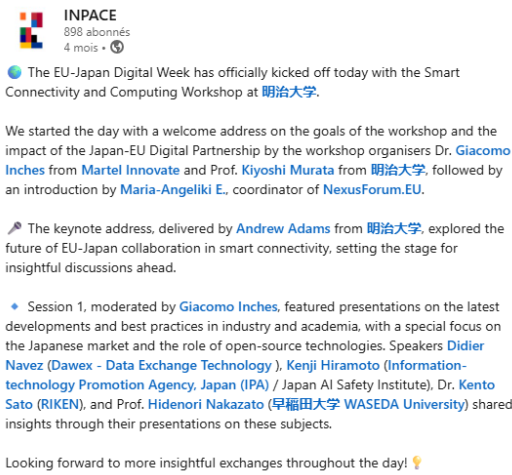 INPACE
898 abonnés
4 mois •
🌍 The EU-Japan Digital Week has officially kicked off today with the Smart
Connectivity and Computing Workshop at 明治大学.
We started the day with a welcome address on the goals of the workshop and the
impact of the Japan-EU Digital Partnership by the workshop organisers Dr. Giacomo
Inches from Martel Innovate and Prof. Kiyoshi Murata from 明治大学, followed by
an introduction by Maria-Angeliki E., coordinator of NexusForum.EU.
🎤 The keynote address, delivered by Andrew Adams from 明治大学, explored the
future of EU-Japan collaboration in smart connectivity, setting the stage for
insightful discussions ahead.
🔹 Session 1, moderated by Giacomo Inches, featured presentations on the latest
developments and best practices in industry and academia, with a special focus on
the Japanese market and the role of open-source technologies. Speakers Didier
Navez (Dawex - Data Exchange Technology ), Kenji Hiramoto (Information-
technology Promotion Agency, Japan (IPA) / Japan AI Safety Institute), Dr. Kento
Sato (RIKEN), and Prof. Hidenori Nakazato (早稲田大学 WASEDA University) shared
insights through their presentations on these subjects.
Looking forward to more insightful exchanges throughout the day!💡